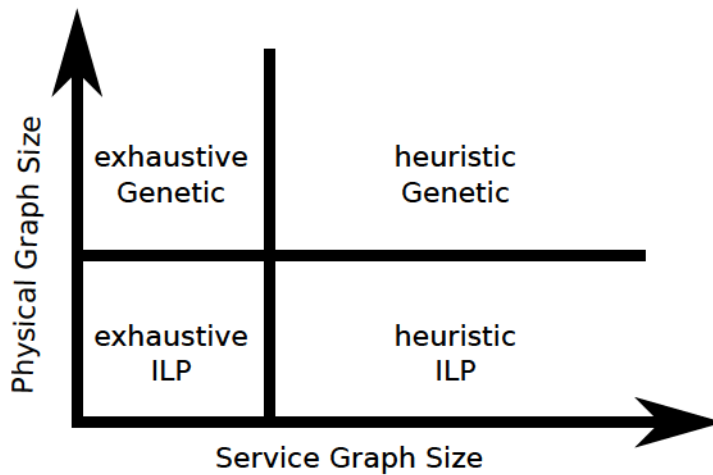 Physical Graph Size
exhaustive
Genetic
heuristic
Genetic
exhaustive
ILP
heuristic
ILP
Service Graph Size